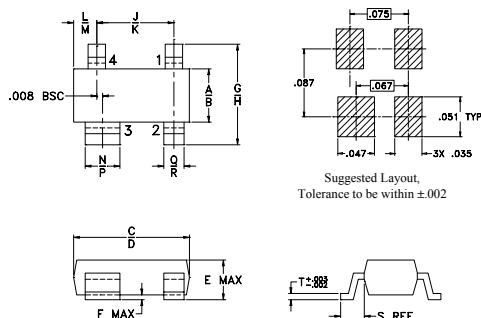 L/M
J/K
.075
4
1
.008 BSC
A/B
G/H
.087
.067
.051 TYP
3
2
N/P
Q/R
.047
3X .035
Suggested Layout,
Tolerance to be within ±.002
C/D
E MAX
F MAX
T+.003
-.002
S REF